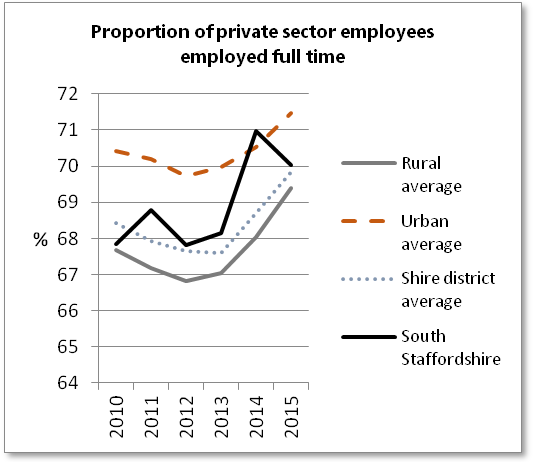 Proportion of private sector employees
employed full time
72
71
70
69
68
67
66
65
64
%
2010
2011
2012
2013
2014
2015
Rural
average
Urban
average
Shire district
average
South
Staffordshire